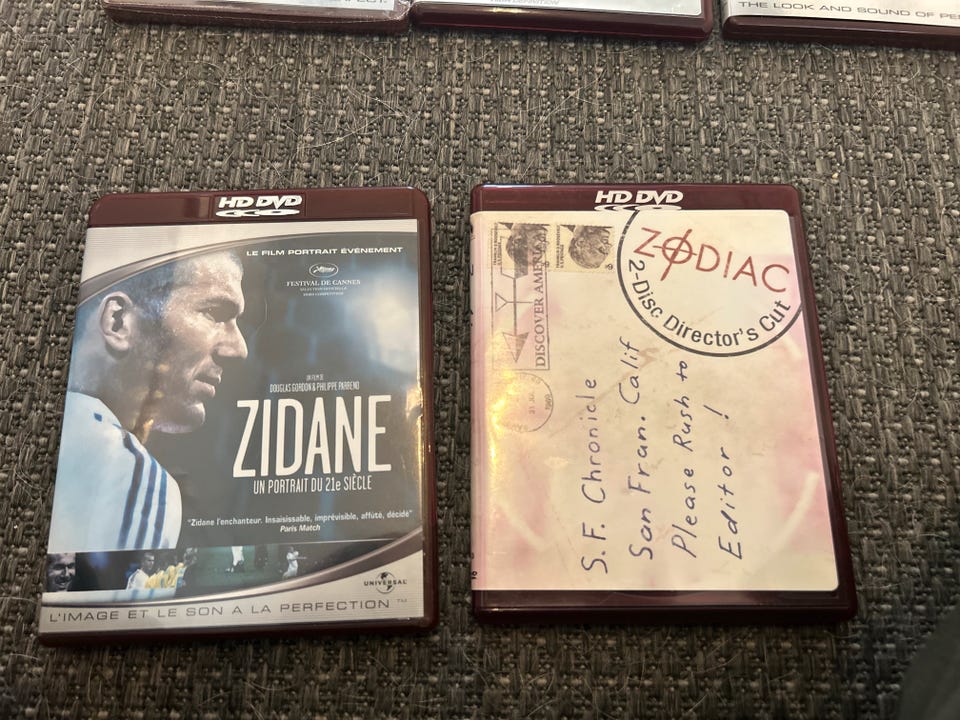 THE LOOK AND SOUND OF
HD DVD
LE FILM PORTRAIT ÉVÉNEMENT
FESTIVAL DE CANNES
UN FILM DE
DOUGLAS GORDON & PHILIPPE PARRENO
ZIDANE
UN PORTRAIT DU 21e SIÈCLE
"Zidane l'enchanteur. Insaisissable, imprévisible, affûté, décidé"
Paris Match
UNIVERSAL
L'IMAGE ET LE SON A LA PERFECTION TM
HD DVD
ZODIAC
2-Disc Director's Cut
DISCOVER AMERICA
S.F. Chronicle
San Fran. Calif
Please Rush to
Editor!